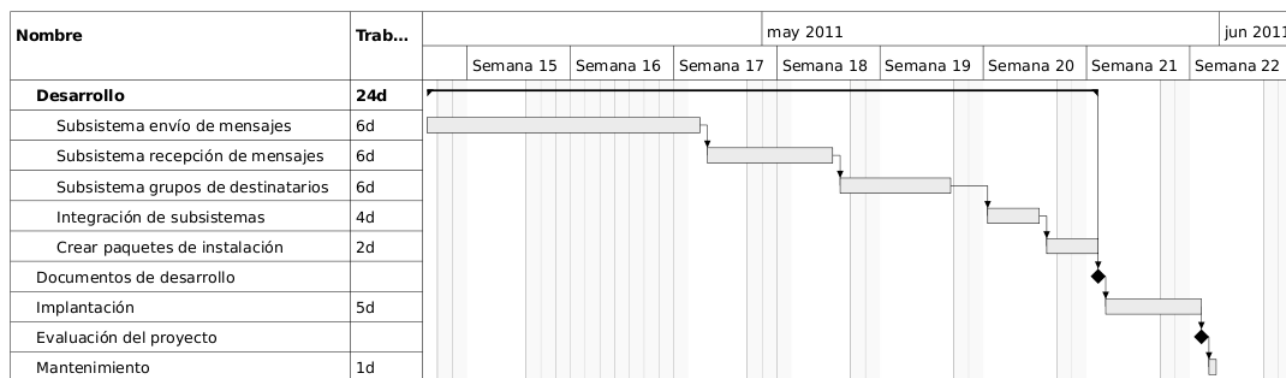 Nombre Trab... may 2011 jun 2011
Semana 15 Semana 16 Semana 17 Semana 18 Semana 19 Semana 20 Semana 21 Semana 22
Desarrollo 24d
Subsistema envío de mensajes 6d
Subsistema recepción de mensajes 6d
Subsistema grupos de destinatarios 6d
Integración de subsistemas 4d
Crear paquetes de instalación 2d
Documentos de desarrollo
Implantación 5d
Evaluación del proyecto
Mantenimiento 1d